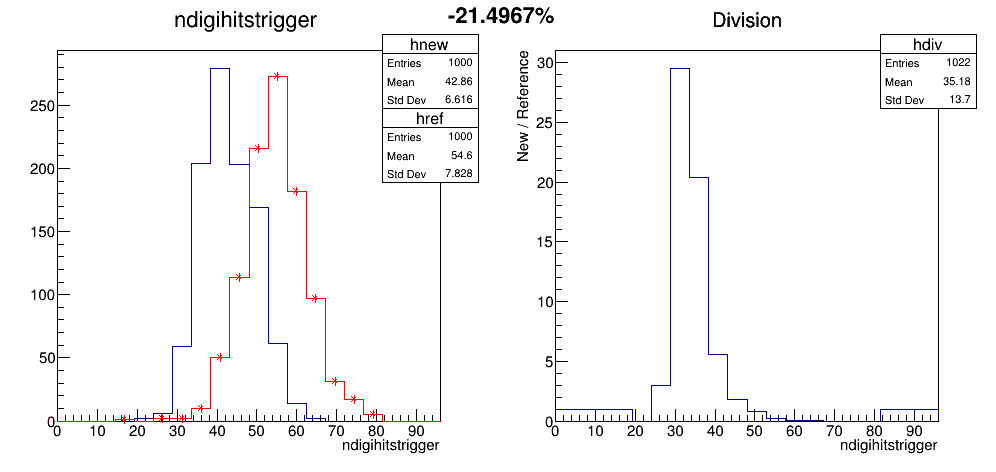 -21.4967%
ndigihitstrigger
hnew
Entries 1000
Mean 42.86
Std Dev 6.616
href
Entries 1000
Mean 54.6
Std Dev 7.828
250
200
150
100
50
0
0 10 20 30 40 50 60 70 80 90
ndigihitstrigger
Division
hdiv
Entries 1022
Mean 35.18
Std Dev 13.7
New / Reference
30
25
20
15
10
5
0
0 10 20 30 40 50 60 70 80 90
ndigihitstrigger